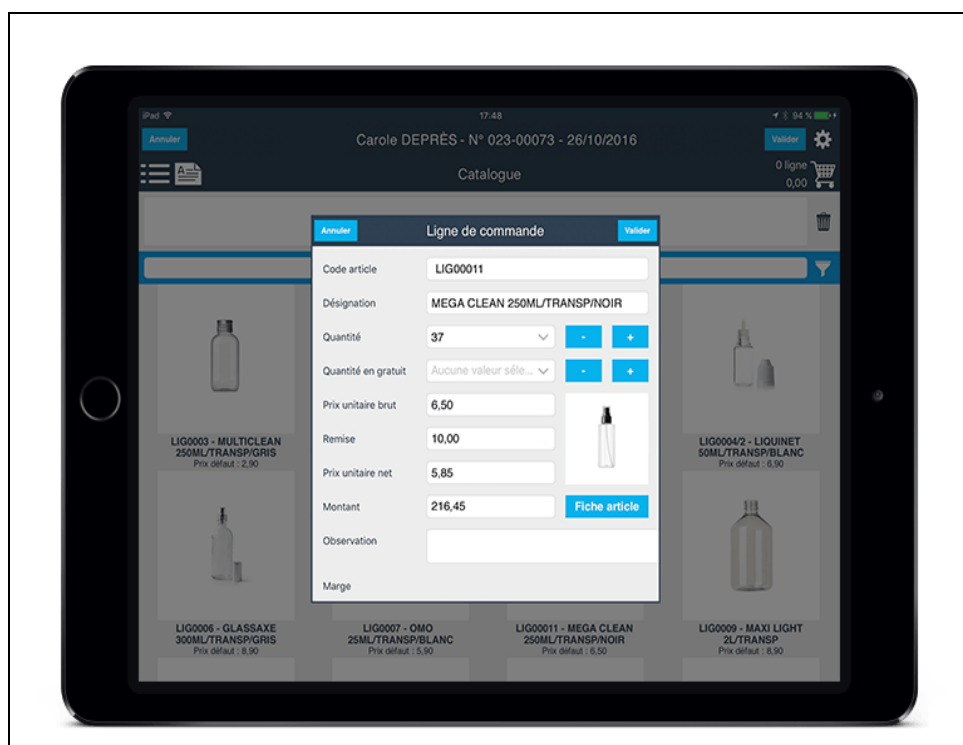 iPad 17:48 94 %
Annuler Carole DEPRÈS - N° 023-00073 - 26/10/2016 Valider
Catalogue 0 ligne
0,00
Annuler Ligne de commande Valider
Code article LIG00011
Désignation MEGA CLEAN 250ML/TRANSP/NOIR
Quantité 37 - +
Quantité en gratuit Aucune valeur séle... - +
Prix unitaire brut 6,50
Remise 10,00
Prix unitaire net 5,85
Montant 216,45 Fiche article
Observation
Marge
LIG0003 - MULTICLEAN
250ML/TRANSP/GRIS
Prix défaut : 2,90
LIG0004/2 - LIQUINET
50ML/TRANSP/BLANC
Prix défaut : 6,90
LIG0006 - GLASSAXE
300ML/TRANSP/GRIS
Prix défaut : 8,90
LIG0007 - OMO
25ML/TRANSP/BLANC
Prix défaut : 5,90
LIG00011 - MEGA CLEAN
250ML/TRANSP/NOIR
Prix défaut : 6,50
LIG0009 - MAXI LIGHT
2L/TRANSP
Prix défaut : 8,90